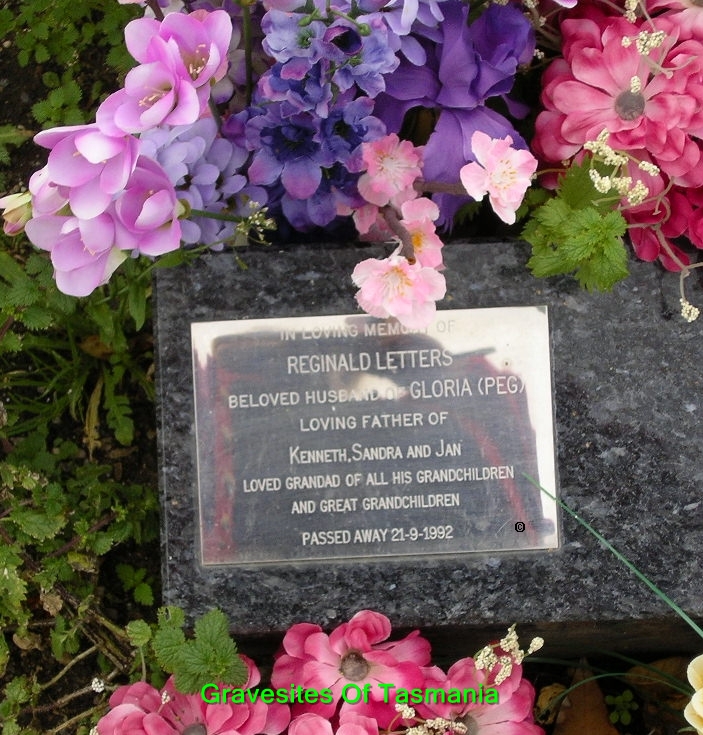 IN LOVING MEMORY OF
REGINALD LETTERS
BELOVED HUSBAND OF GLORIA (PEG)
LOVING FATHER OF
KENNETH, SANDRA AND JAN
LOVED GRANDAD OF ALL HIS GRANDCHILDREN
AND GREAT GRANDCHILDREN
PASSED AWAY 21-9-1992
©
Gravesites Of Tasmania